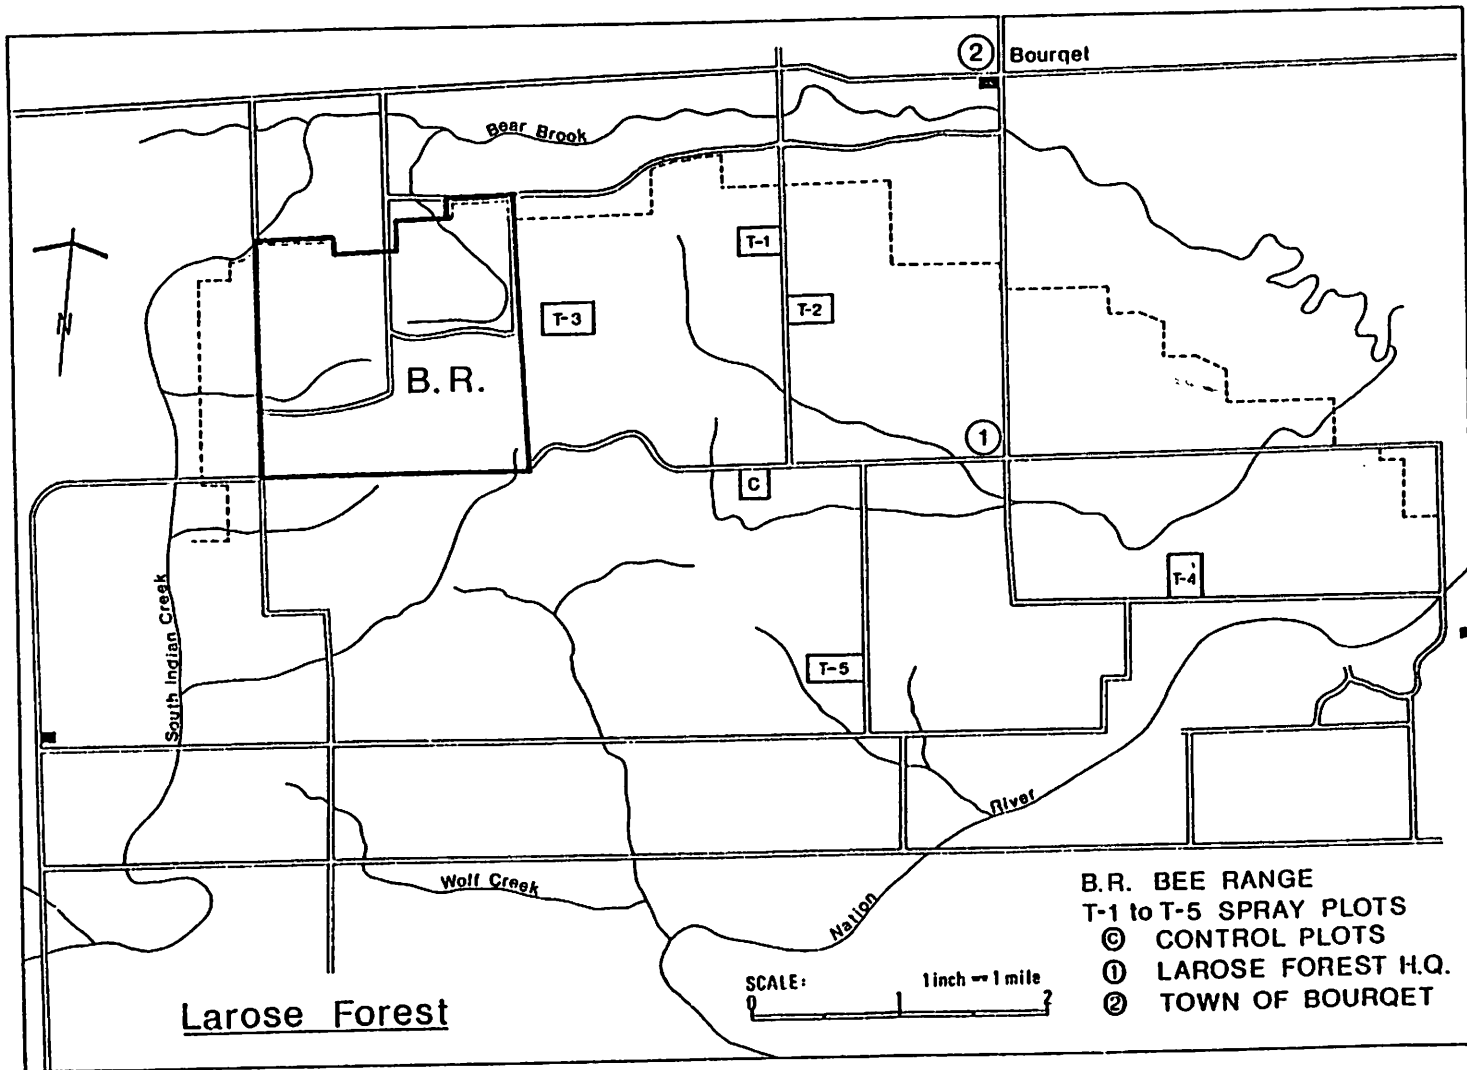 ② Bourqet
Bear Brook
T-1
N
T-2
T-3
B.R.
①
C
T-4
South Indian Creek
T-5
River
Wolf Creek
Nation
B.R. BEE RANGE
T-1 to T-5 SPRAY PLOTS
Ⓒ CONTROL PLOTS
① LAROSE FOREST H.Q.
② TOWN OF BOURQET
SCALE: 1 inch = 1 mile
0 1 2
Larose Forest